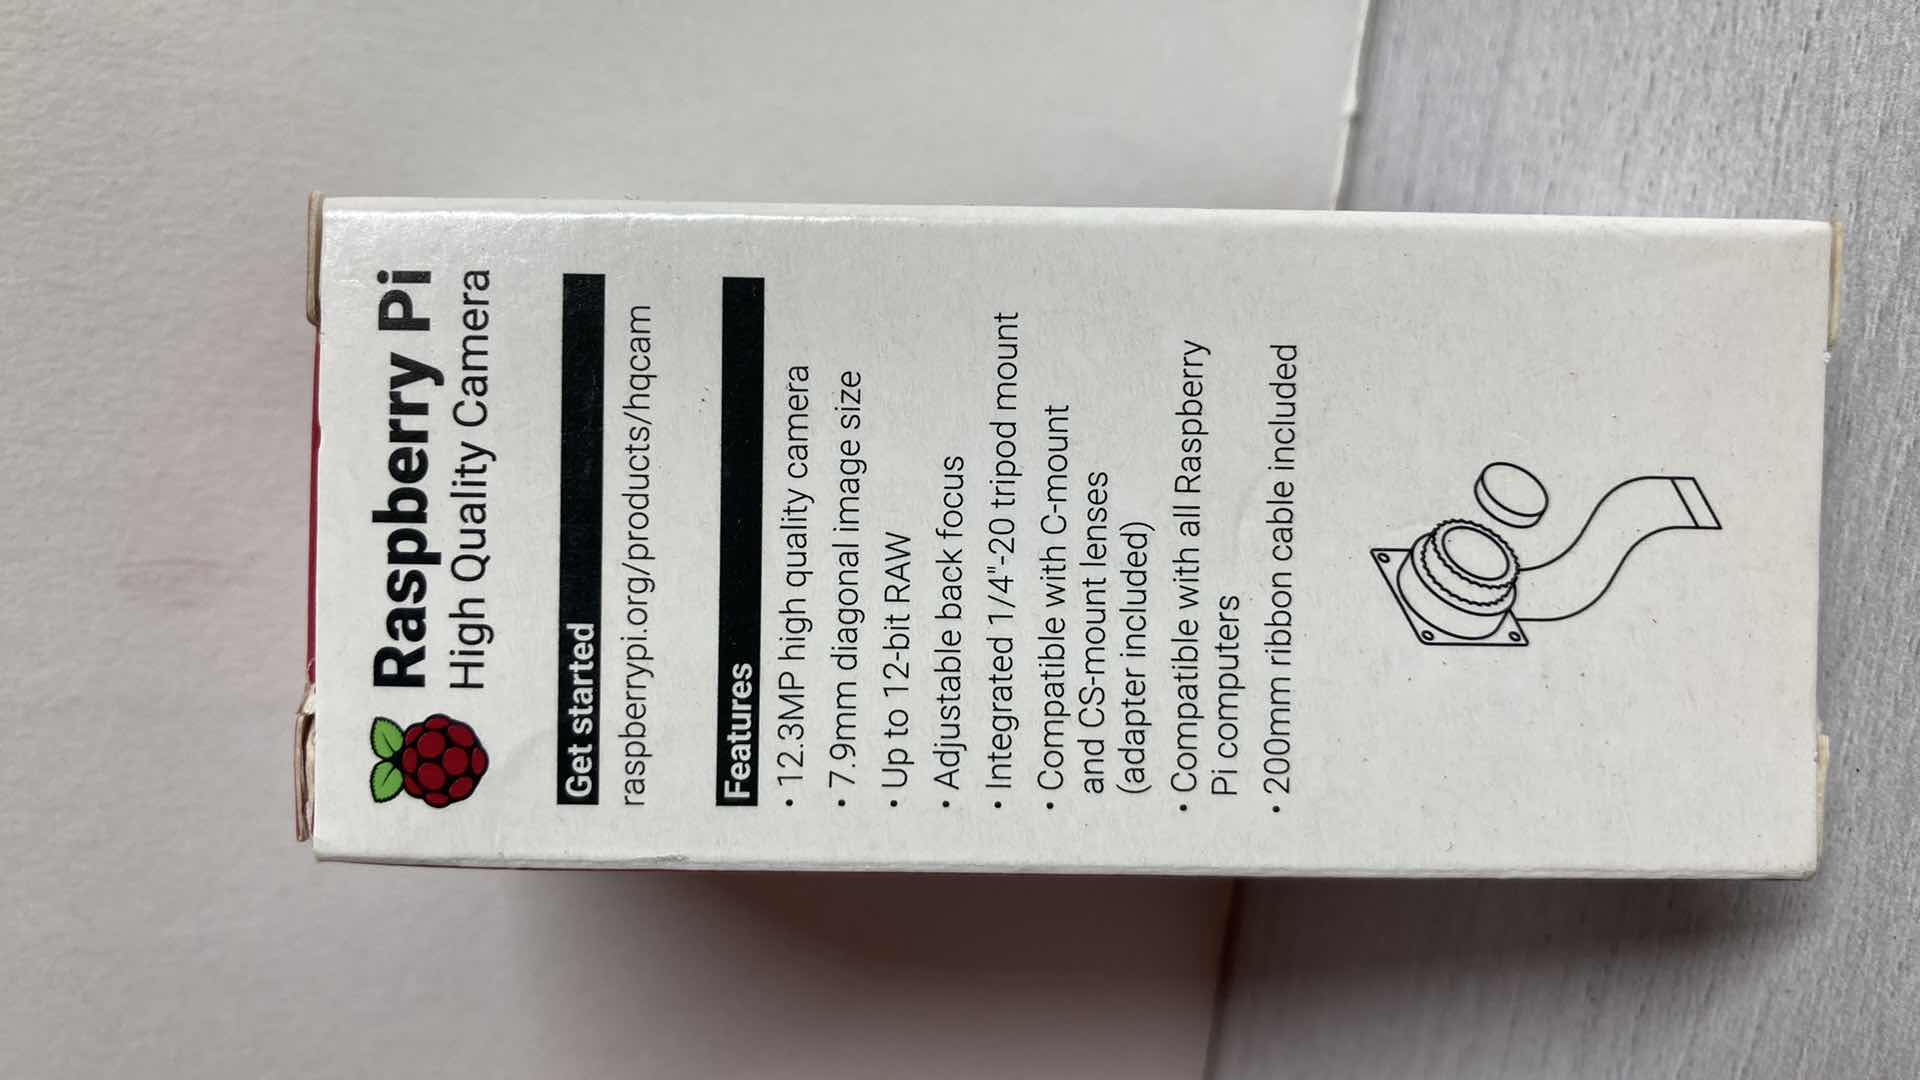 Raspberry Pi
High Quality Camera
Get started
raspberrypi.org/products/hqcam
Features
• 12.3MP high quality camera
• 7.9mm diagonal image size
• Up to 12-bit RAW
• Adjustable back focus
• Integrated 1/4"-20 tripod mount
• Compatible with C-mount
and CS-mount lenses
(adapter included)
• Compatible with all Raspberry
Pi computers
• 200mm ribbon cable included